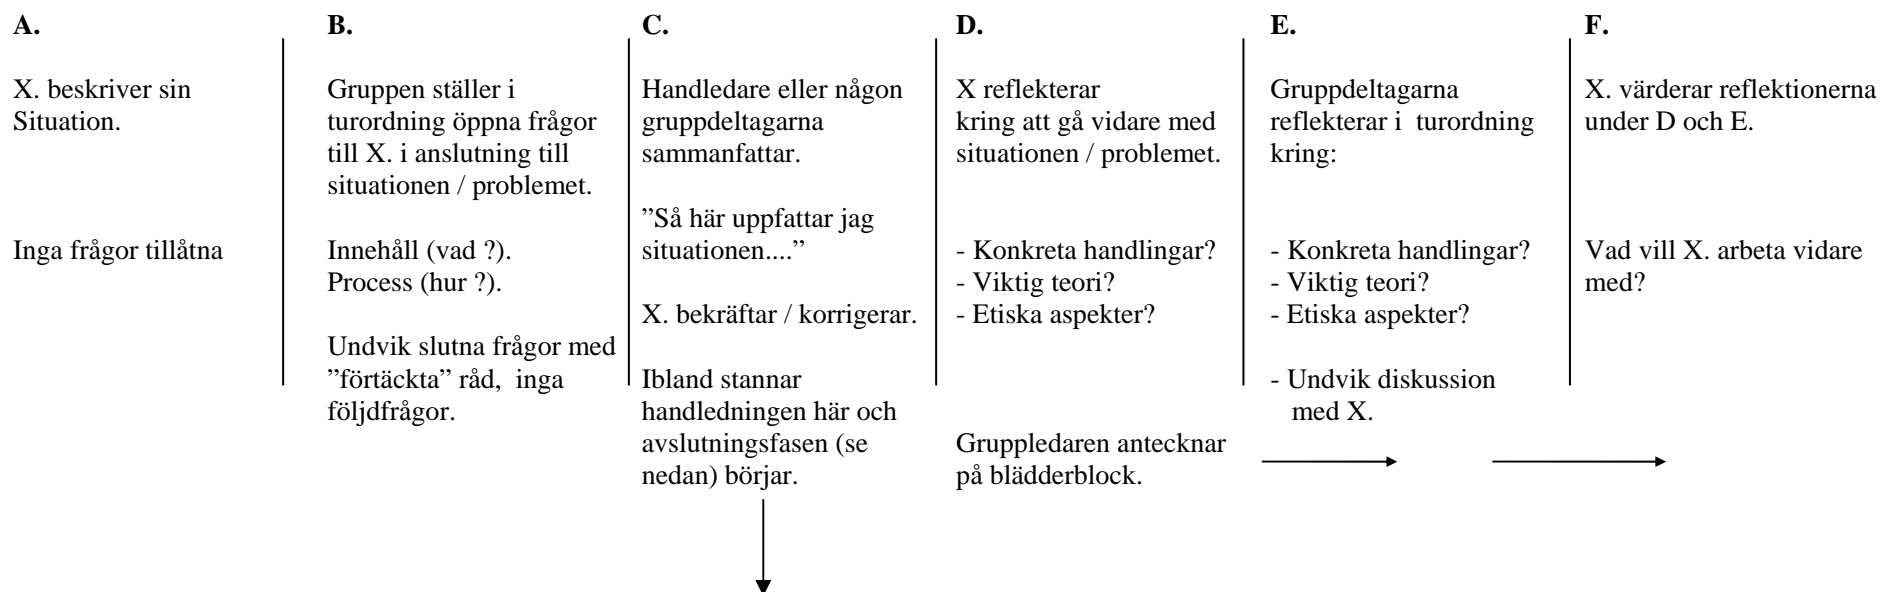 A.
X. beskriver sin
Situation.
Inga frågor tillåtna
B.
Gruppen ställer i
turordning öppna frågor
till X. i anslutning till
situationen / problemet.
Innehåll (vad ?).
Process (hur ?).
Undvik slutna frågor med
”förtäckta” råd,  inga
följdfrågor.
C.
Handledare eller någon
gruppdeltagarna
sammanfattar.
”Så här uppfattar jag
situationen....”
X. bekräftar / korrigerar.
Ibland stannar
handledningen här och
avslutningsfasen (se
nedan) börjar.
D.
X reflekterar
kring att gå vidare med
situationen / problemet.
- Konkreta handlingar?
- Viktig teori?
- Etiska aspekter?
Gruppledaren antecknar
på blädderblock.
E.
Gruppdeltagarna
reflekterar i  turordning
kring:
- Konkreta handlingar?
- Viktig teori?
- Etiska aspekter?
- Undvik diskussion
med X.
F.
X. värderar reflektionerna
under D och E.
Vad vill X. arbeta vidare
med?